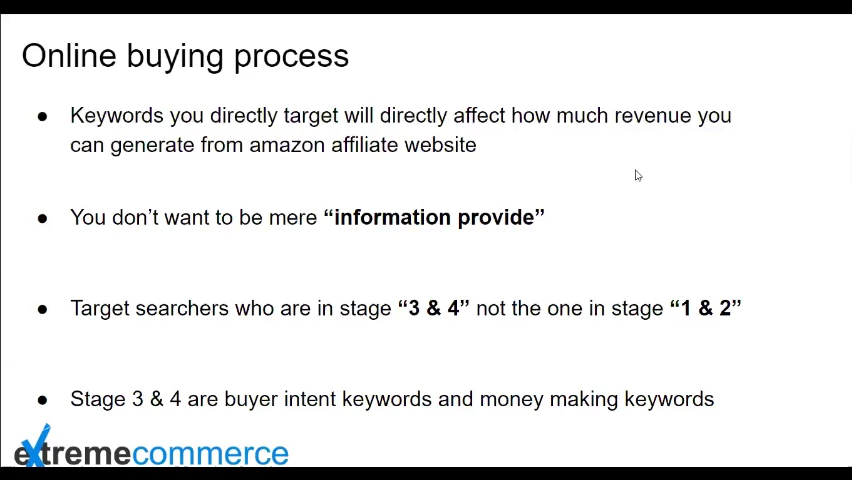 Online buying process
● Keywords you directly target will directly affect how much revenue you
can generate from amazon affiliate website
● You don’t want to be mere “information provide”
● Target searchers who are in stage “3 & 4” not the one in stage “1 & 2”
● Stage 3 & 4 are buyer intent keywords and money making keywords
extremecommerce